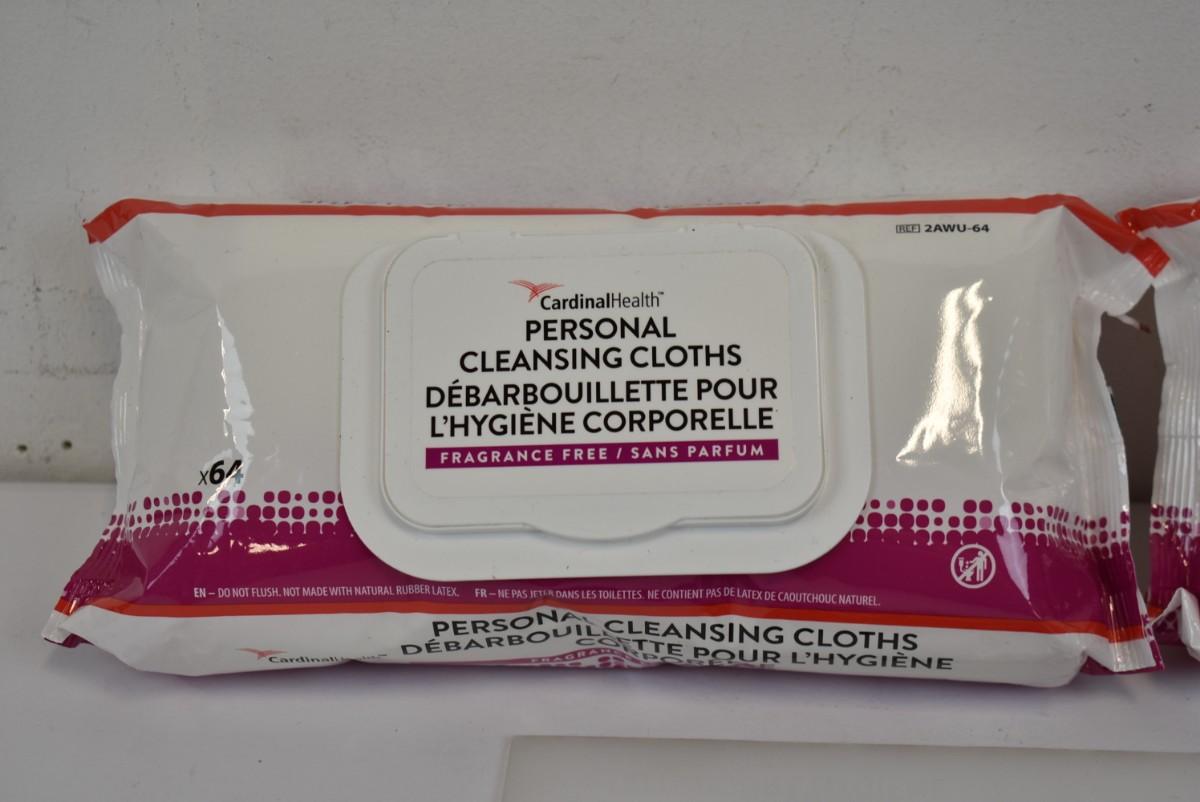 REF 2AWU-64
CardinalHealth™
PERSONAL
CLEANSING CLOTHS
DÉBARBOUILLETTE POUR
L'HYGIÈNE CORPORELLE
FRAGRANCE FREE / SANS PARFUM
x64
EN – DO NOT FLUSH. NOT MADE WITH NATURAL RUBBER LATEX. FR – NE PAS JETER DANS LES TOILETTES. NE CONTIENT PAS DE LATEX DE CAOUTCHOUC NATUREL.
CardinalHealth™
PERSONAL CLEANSING CLOTHS
POUR L'HYGIÈNE